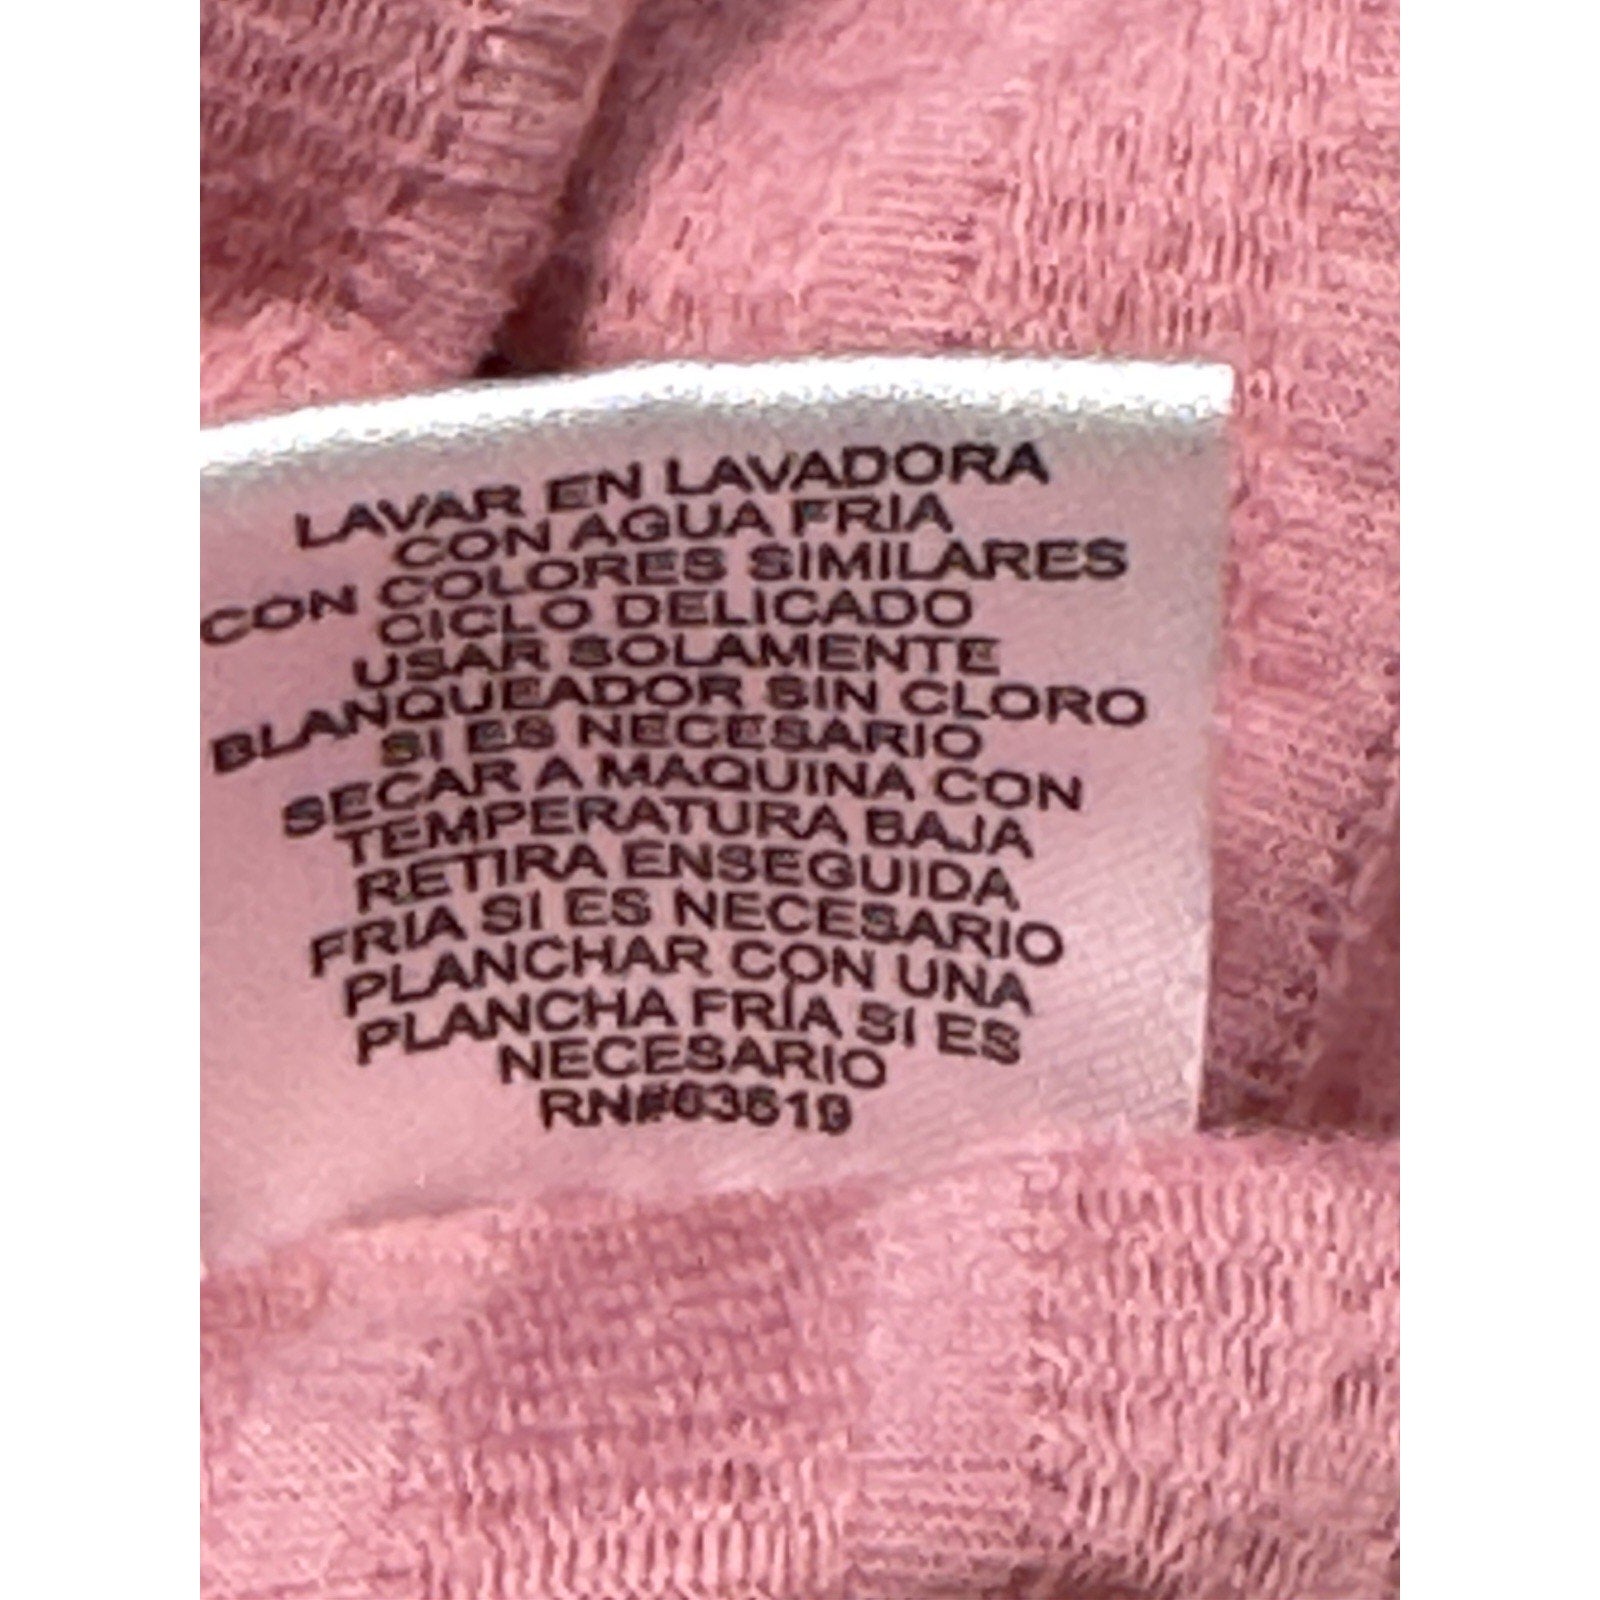 LAVAR EN LAVADORA
CON AGUA FRIA
CON COLORES SIMILARES
CICLO DELICADO
USAR SOLAMENTE
BLANQUEADOR SIN CLORO
SI ES NECESARIO
SECAR A MAQUINA CON
TEMPERATURA BAJA
RETIRA ENSEGUIDA
FRIA SI ES NECESARIO
PLANCHAR CON UNA
PLANCHA FRÍA SI ES
NECESARIO